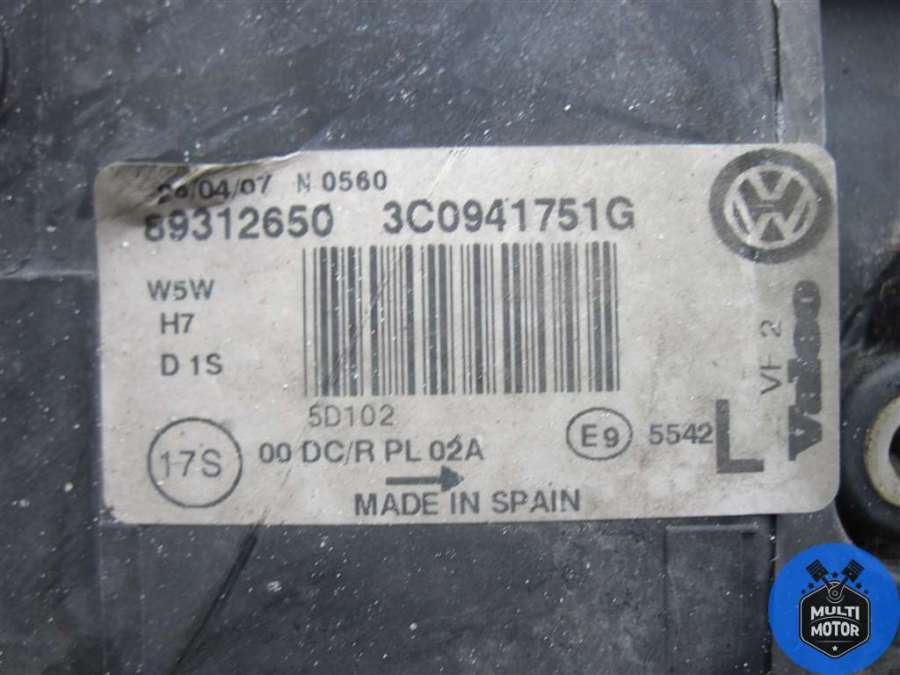 29/04/07 N 0560
89312650 3C0941751G
W5W
H7
D 1S
5D102
17S 00 DC/R PL 02A
E9 5542
L
MADE IN SPAIN
VF 2
Valeo
MULTI
MOTOR